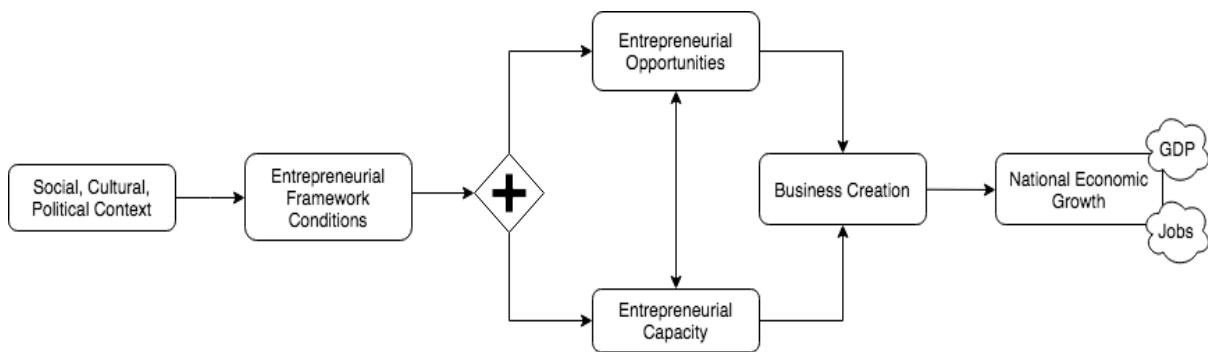 Social, Cultural,
Political Context
Entrepreneurial
Framework
Conditions
Entrepreneurial
Opportunities
Entrepreneurial
Capacity
Business Creation
National Economic
Growth
GDP
Jobs